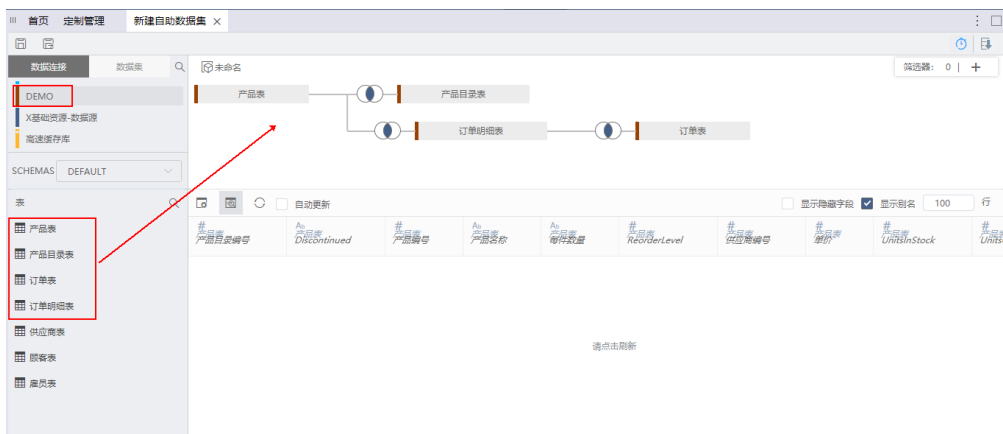 首页 定制管理 新建自助数据集 ×
数据连接 数据集 未命名 筛选器: 0 | +
DEMO
X基础资源-数据源
高速缓存库
产品表 产品目录表
订单明细表 订单表
SCHEMAS DEFAULT
表
自动更新 显示隐藏字段 显示别名 100 行
产品表
产品目录表
订单表
订单明细表
供应商表
顾客表
雇员表
# Ab # Ab Ab # # # # #
产品表 产品表 产品表 产品表 产品表 产品表 产品表 产品表 产品表 产品表
产品目录编号 Discontinued 产品编号 产品名称 每件数量 ReorderLevel 供应商编号 单价 UnitsInStock Units
请点击刷新